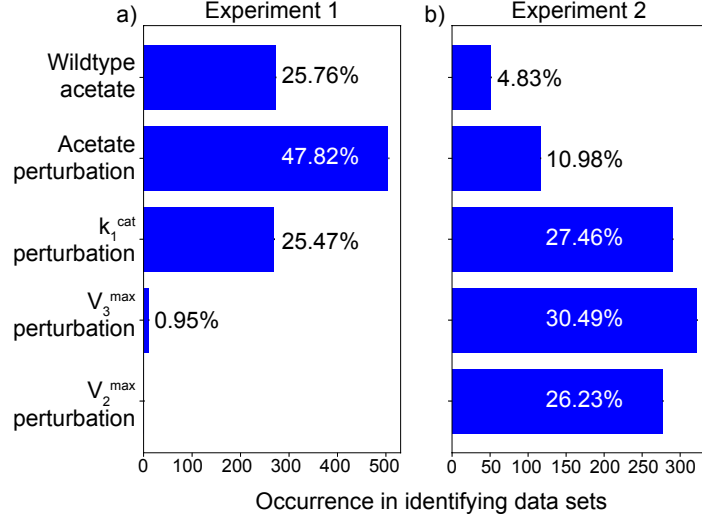 a) Experiment 1
b) Experiment 2
Wildtype
acetate
25.76%
4.83%
Acetate
perturbation
47.82%
10.98%
k₁ᶜᵃᵗ
perturbation
25.47%
27.46%
V₃ᵐᵃˣ
perturbation
0.95%
30.49%
V₂ᵐᵃˣ
perturbation
26.23%
0 100 200 300 400 500
0 50 100 150 200 250 300
Occurrence in identifying data sets